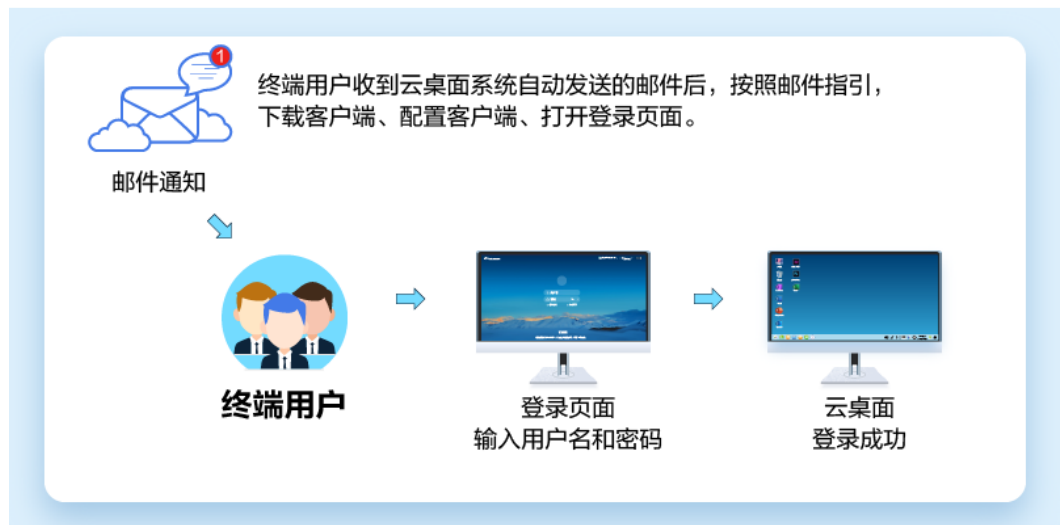 1
终端用户收到云桌面系统自动发送的邮件后，按照邮件指引，
下载客户端、配置客户端、打开登录页面。
邮件通知
终端用户
登录页面
输入用户名和密码
云桌面
登录成功